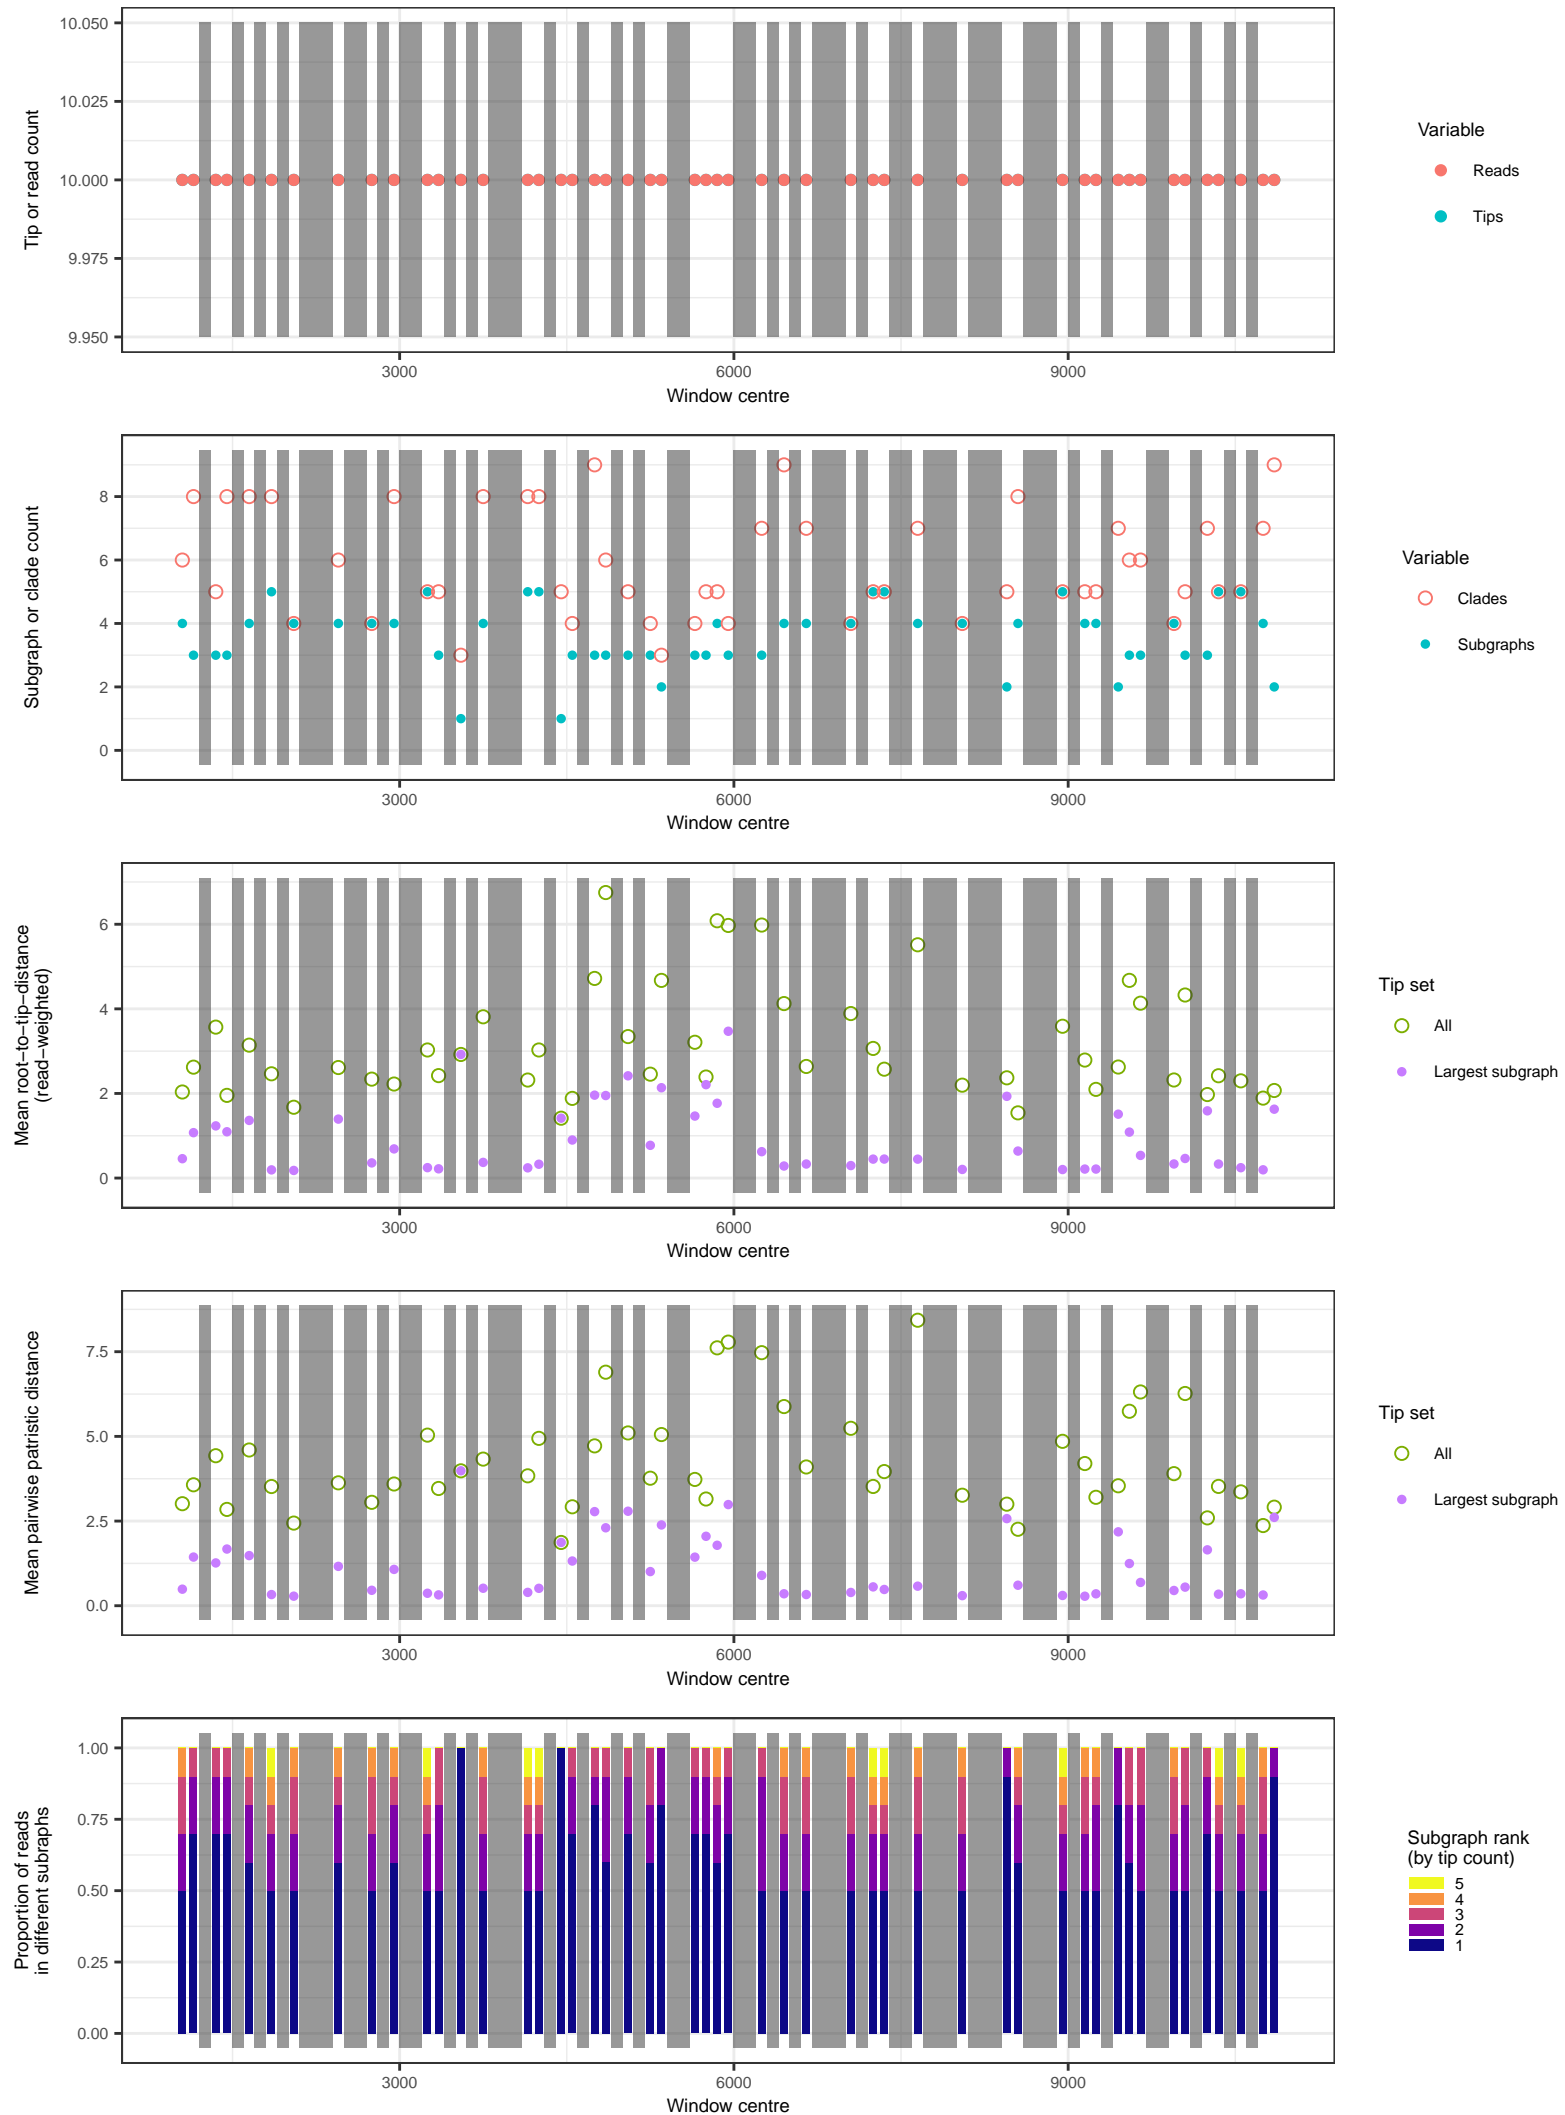 10.050
10.025
10.000
9.975
9.950
Tip or read count
3000
6000
9000
Window centre
Variable
Reads
Tips
8
6
4
2
0
Subgraph or clade count
3000
6000
9000
Window centre
Variable
Clades
Subgraphs
6
4
2
0
Mean root−to−tip−distance
(read−weighted)
3000
6000
9000
Window centre
Tip set
All
Largest subgraph
7.5
5.0
2.5
0.0
Mean pairwise patristic distance
3000
6000
9000
Window centre
Tip set
All
Largest subgraph
1.00
0.75
0.50
0.25
0.00
Proportion of reads
in different subraphs
3000
6000
9000
Window centre
Subgraph rank
(by tip count)
5
4
3
2
1